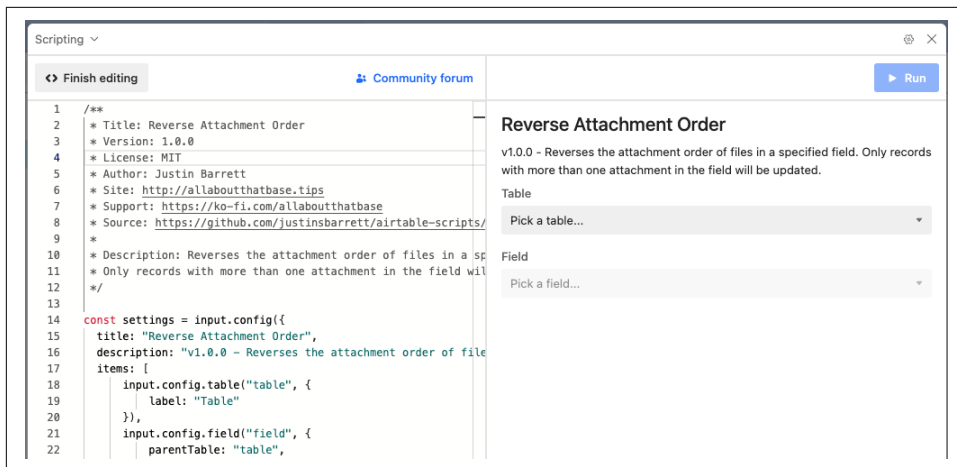 Scripting
<> Finish editing
Community forum
Run
1 /**
2 * Title: Reverse Attachment Order
3 * Version: 1.0.0
4 * License: MIT
5 * Author: Justin Barrett
6 * Site: http://allaboutthatbase.tips
7 * Support: https://ko-fi.com/allaboutthatbase
8 * Source: https://github.com/justinsbarrett/airtable-scripts/
9 *
10 * Description: Reverses the attachment order of files in a sp
11 * Only records with more than one attachment in the field wil
12 */
13
14 const settings = input.config({
15 title: "Reverse Attachment Order",
16 description: "v1.0.0 – Reverses the attachment order of file
17 items: [
18 input.config.table("table", {
19 label: "Table"
20 }),
21 input.config.field("field", {
22 parentTable: "table",
Reverse Attachment Order
v1.0.0 - Reverses the attachment order of files in a specified field. Only records
with more than one attachment in the field will be updated.
Table
Pick a table...
Field
Pick a field...